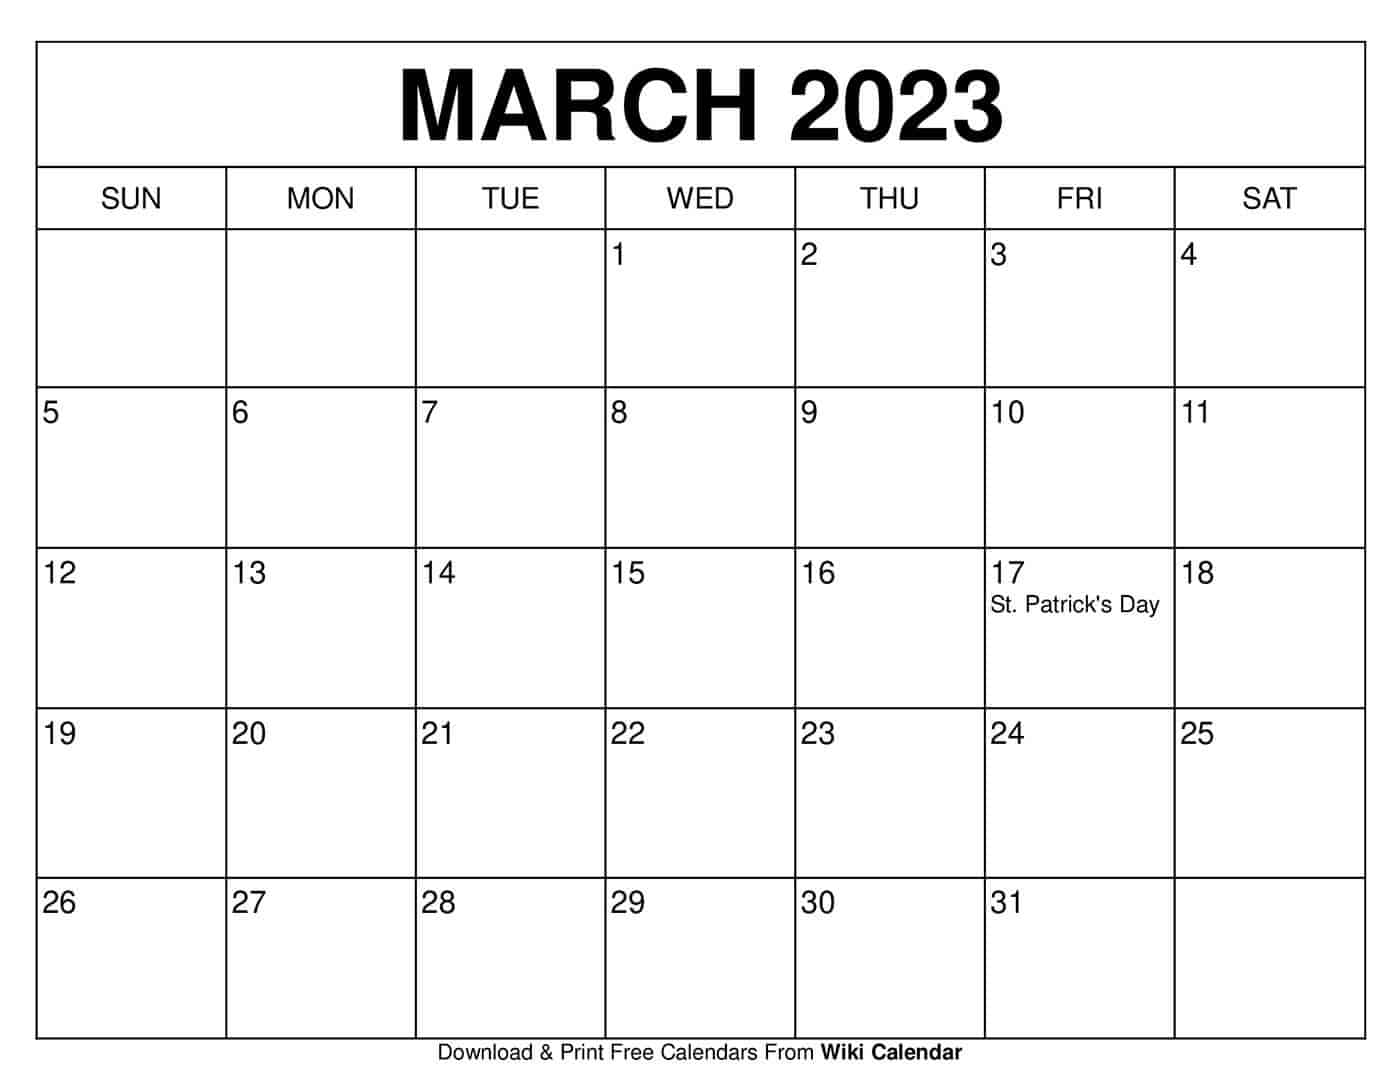 MARCH 2023
SUN MON TUE WED THU FRI SAT
1 2 3 4
5 6 7 8 9 10 11
12 13 14 15 16 17 18
St. Patrick's Day
19 20 21 22 23 24 25
26 27 28 29 30 31
Download & Print Free Calendars From Wiki Calendar